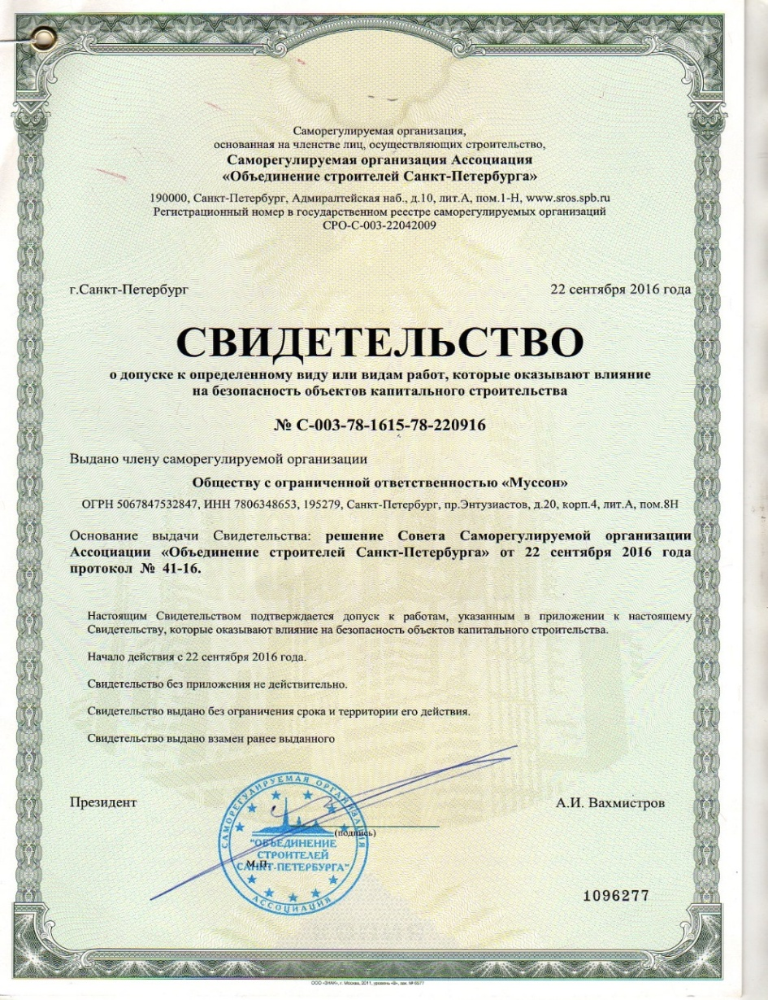 Саморегулируемая организация,
основанная на членстве лиц, осуществляющих строительство,
Саморегулируемая организация Ассоциация
«Объединение строителей Санкт-Петербурга»
190000, Санкт-Петербург, Адмиралтейская наб., д.10, лит.А, пом.1-Н, www.sros.spb.ru
Регистрационный номер в государственном реестре саморегулируемых организаций
СРО-С-003-22042009
г.Санкт-Петербург 22 сентября 2016 года
СВИДЕТЕЛЬСТВО
о допуске к определенному виду или видам работ, которые оказывают влияние
на безопасность объектов капитального строительства
№ С-003-78-1615-78-220916
Выдано члену саморегулируемой организации
Обществу с ограниченной ответственностью «Муссон»
ОГРН 5067847532847, ИНН 7806348653, 195279, Санкт-Петербург, пр.Энтузиастов, д.20, корп.4, лит.А, пом.8Н
Основание выдачи Свидетельства: решение Совета Саморегулируемой организации
Ассоциации «Объединение строителей Санкт-Петербурга» от 22 сентября 2016 года
протокол № 41-16.
Настоящим Свидетельством подтверждается допуск к работам, указанным в приложении к настоящему
Свидетельству, которые оказывают влияние на безопасность объектов капитального строительства.
Начало действия с 22 сентября 2016 года.
Свидетельство без приложения не действительно.
Свидетельство выдано без ограничения срока и территории его действия.
Свидетельство выдано взамен ранее выданного
Президент А.И. Вахмистров
(подпись)
М.П.
САМОРЕГУЛИРУЕМАЯ ОРГАНИЗАЦИЯ
"ОБЪЕДИНЕНИЕ
СТРОИТЕЛЕЙ
САНКТ-ПЕТЕРБУРГА"
АССОЦИАЦИЯ
1096277
ООО «ЗНАК», г. Москва, 2011, уровень «В», зак. № 6577